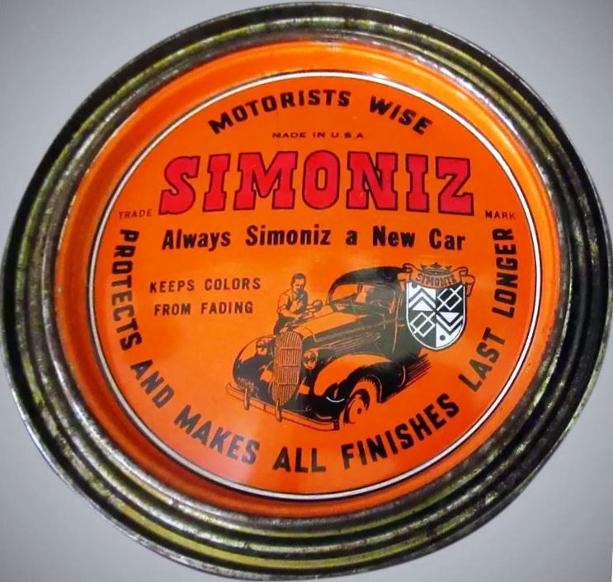 MOTORISTS WISE
MADE IN U.S.A
SIMONIZ
TRADE MARK
Always Simoniz a New Car
KEEPS COLORS
FROM FADING
SIMONIZ
PROTECTS AND MAKES ALL FINISHES LAST LONGER